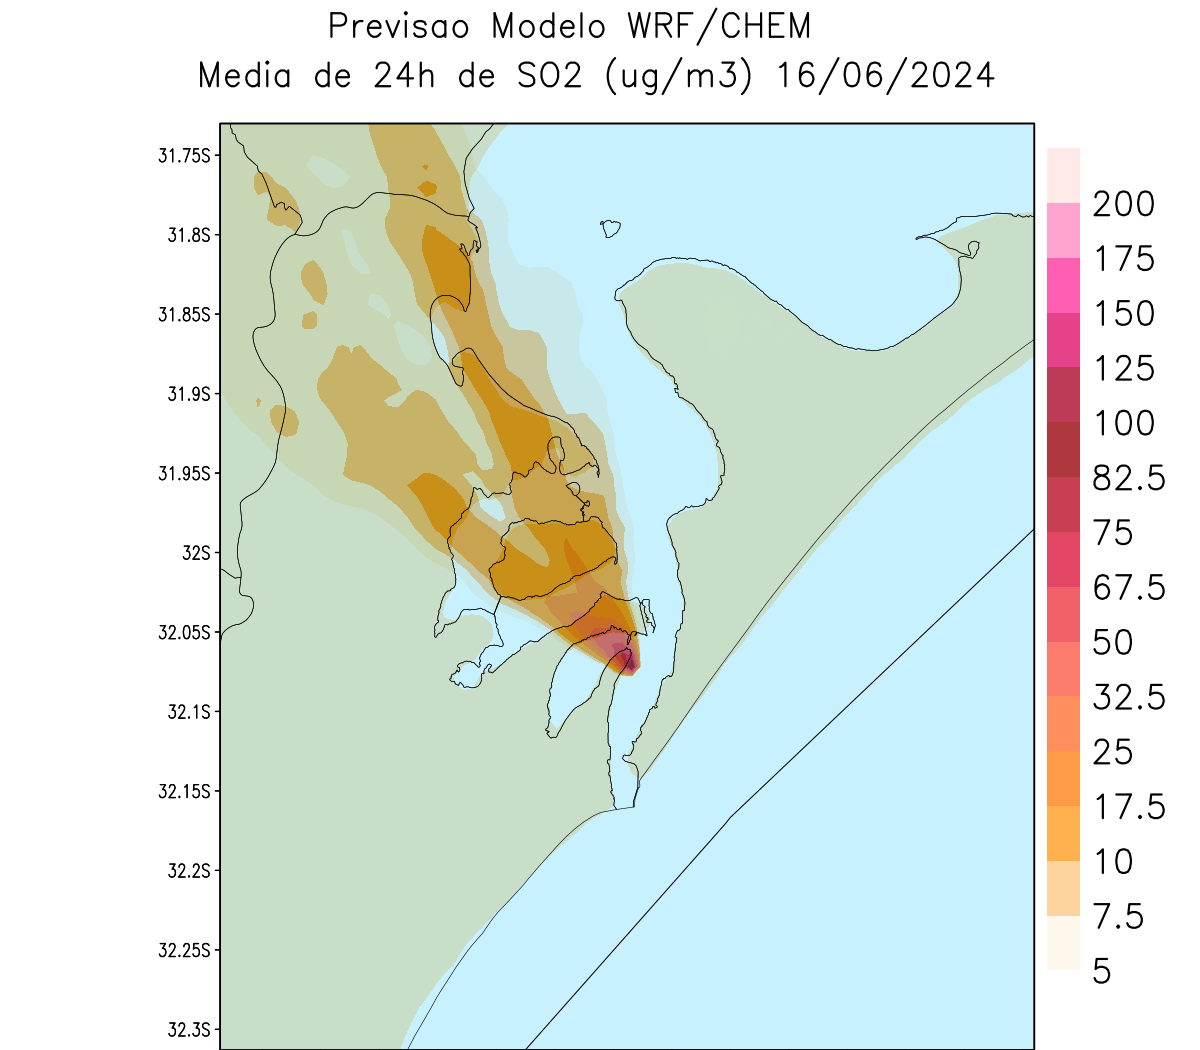 Previsao Modelo WRF/CHEM
Media de 24h de SO2 (ug/m3) 16/06/2024
31.75S
31.8S
31.85S
31.9S
31.95S
32S
32.05S
32.1S
32.15S
32.2S
32.25S
32.3S
200
175
150
125
100
82.5
75
67.5
50
32.5
25
17.5
10
7.5
5